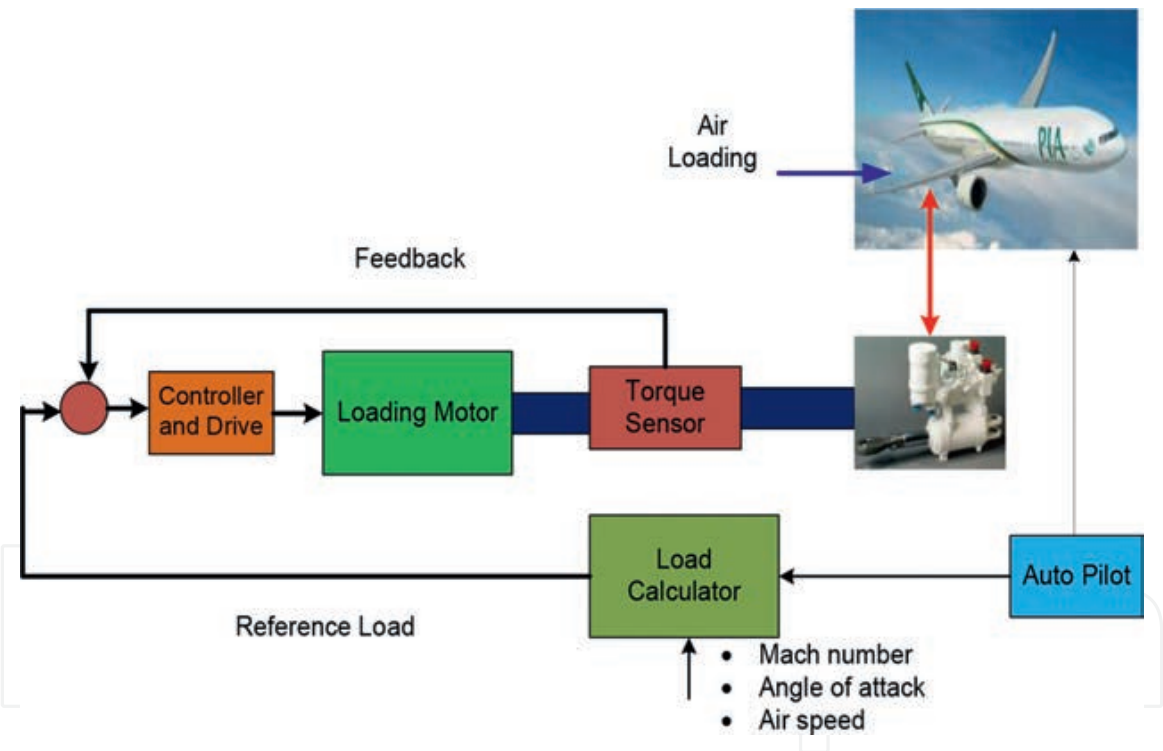 Air
Loading
PIA
Feedback
Controller
and Drive
Loading Motor
Torque
Sensor
Load
Calculator
Auto Pilot
Reference Load
• Mach number
• Angle of attack
• Air speed